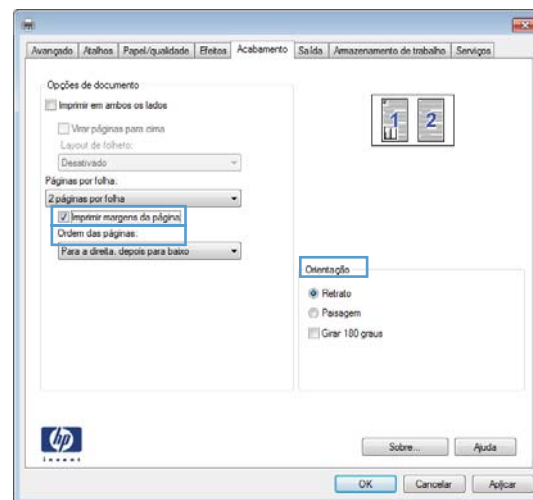 Avançado Atalhos Papel/qualidade Efeitos Acabamento Saída Armazenamento de trabalho Serviços
Opções de documento
Imprimir em ambos os lados
Virar páginas para cima
Layout de folheto:
Desativado
Páginas por folha:
2 páginas por folha
Imprimir margens da página
Ordem das páginas:
Para a direita, depois para baixo
1 2
Orientação
Retrato
Paisagem
Girar 180 graus
hp
invent
Sobre... Ajuda
OK Cancelar Aplicar